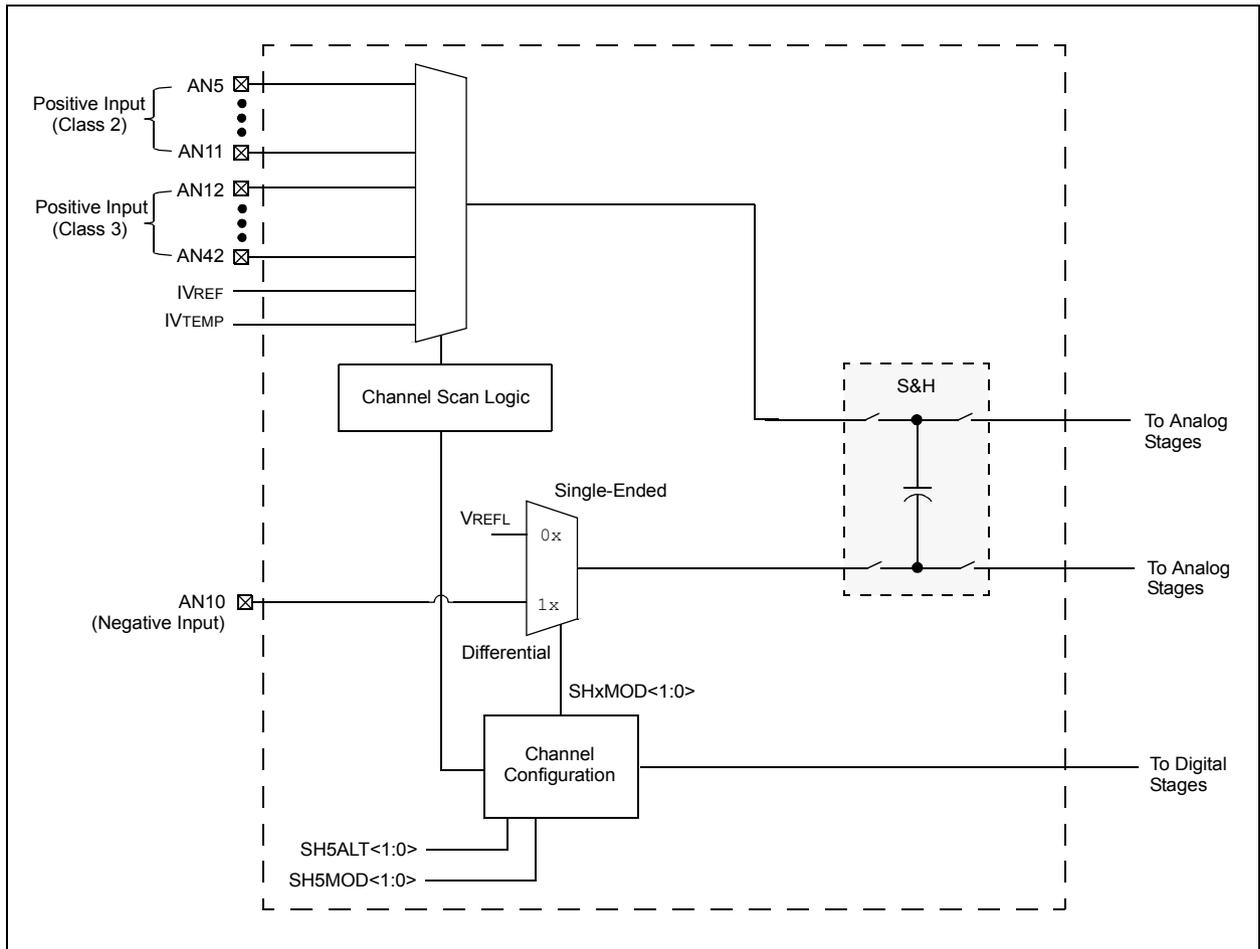 AN5
Positive Input
(Class 2)
AN11
AN12
Positive Input
(Class 3)
AN42
IVREF
IVTEMP
Channel Scan Logic
S&H
To Analog
Stages
Single-Ended
VREFL
0x
To Analog
Stages
AN10
(Negative Input)
1x
Differential
SHxMOD<1:0>
Channel
Configuration
To Digital
Stages
SH5ALT<1:0>
SH5MOD<1:0>